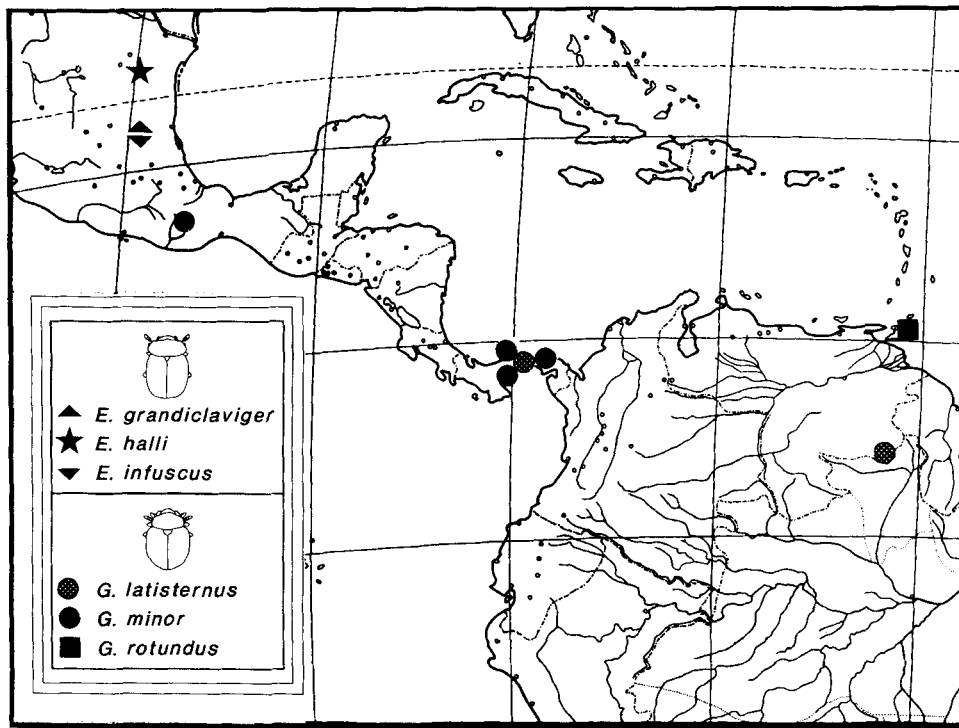 E. grandiclaviger
E. halli
E. infuscus
G. latisternus
G. minor
G. rotundus